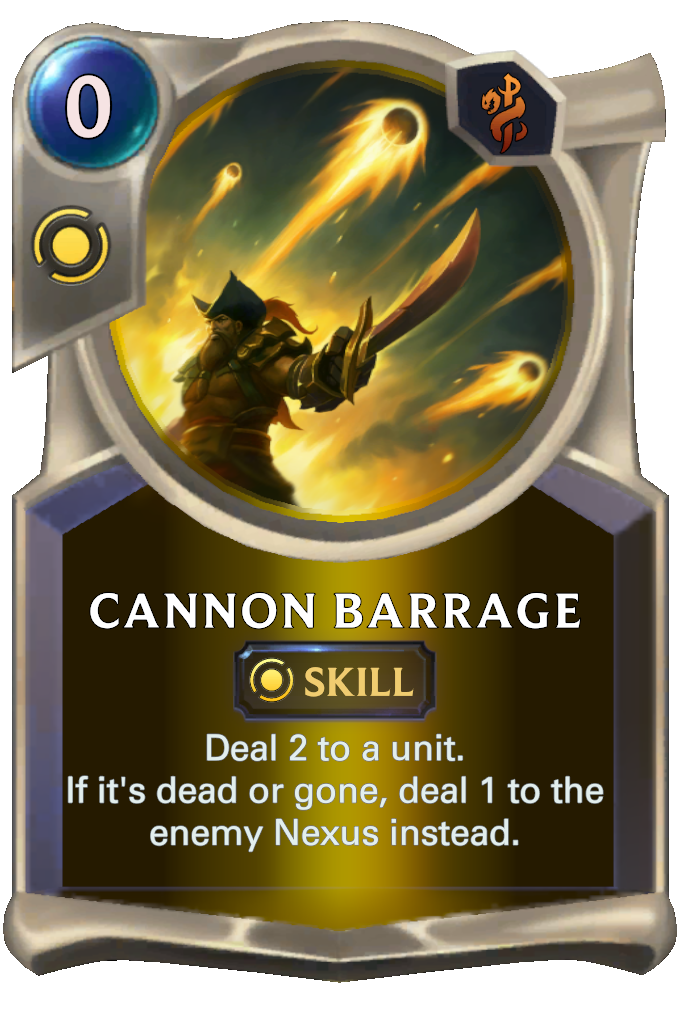 0
CANNON BARRAGE
SKILL
Deal 2 to a unit.
If it's dead or gone, deal 1 to the
enemy Nexus instead.